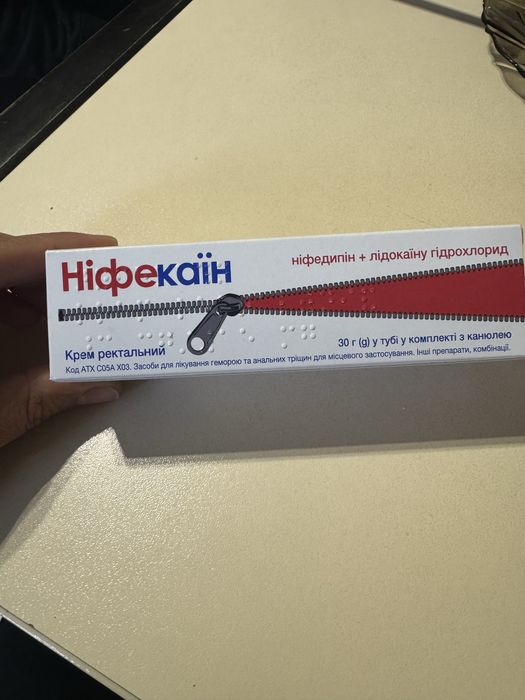 Ніфекаїн
ніфедипін + лідокаїну гідрохлорид
Крем ректальний
30 г (g) у тубі у комплекті з канюлею
Код АТХ С05А Х03. Засоби для лікування геморою та анальних тріщин для місцевого застосування. Інші препарати, комбінації.